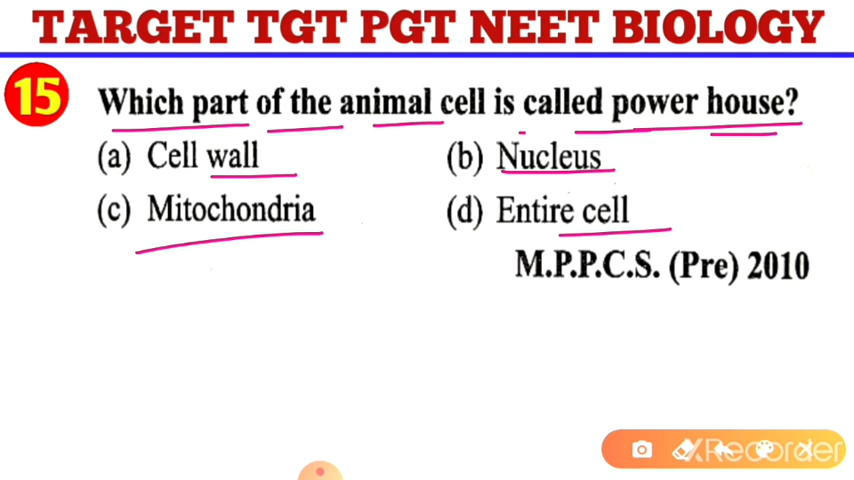 TARGET TGT PGT NEET BIOLOGY
15 Which part of the animal cell is called power house?
(a) Cell wall (b) Nucleus
(c) Mitochondria (d) Entire cell
M.P.P.C.S. (Pre) 2010
XRecorder